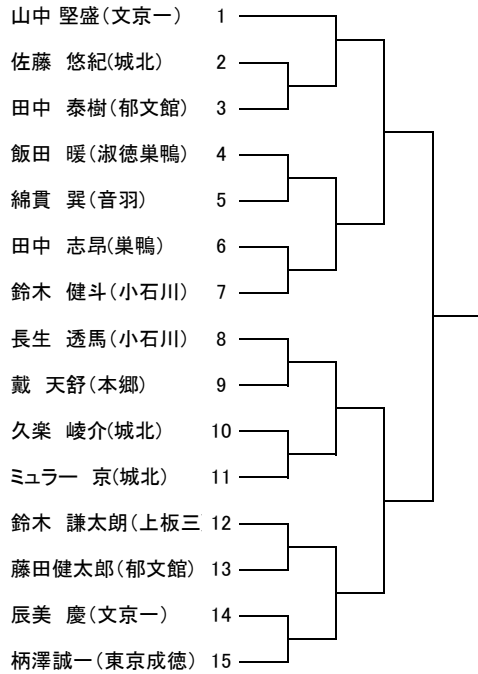 山中 堅盛(文京一) 1
佐藤 悠紀(城北) 2
田中 泰樹(郁文館) 3
飯田 暖(淑徳巣鴨) 4
綿貫 巽(音羽) 5
田中 志昂(巣鴨) 6
鈴木 健斗(小石川) 7
長生 透馬(小石川) 8
戴 天舒(本郷) 9
久楽 崚介(城北) 10
ミュラー 京(城北) 11
鈴木 謙太朗(上板三 12
藤田健太郎(郁文館) 13
辰美 慶(文京一) 14
柄澤誠一(東京成徳) 15